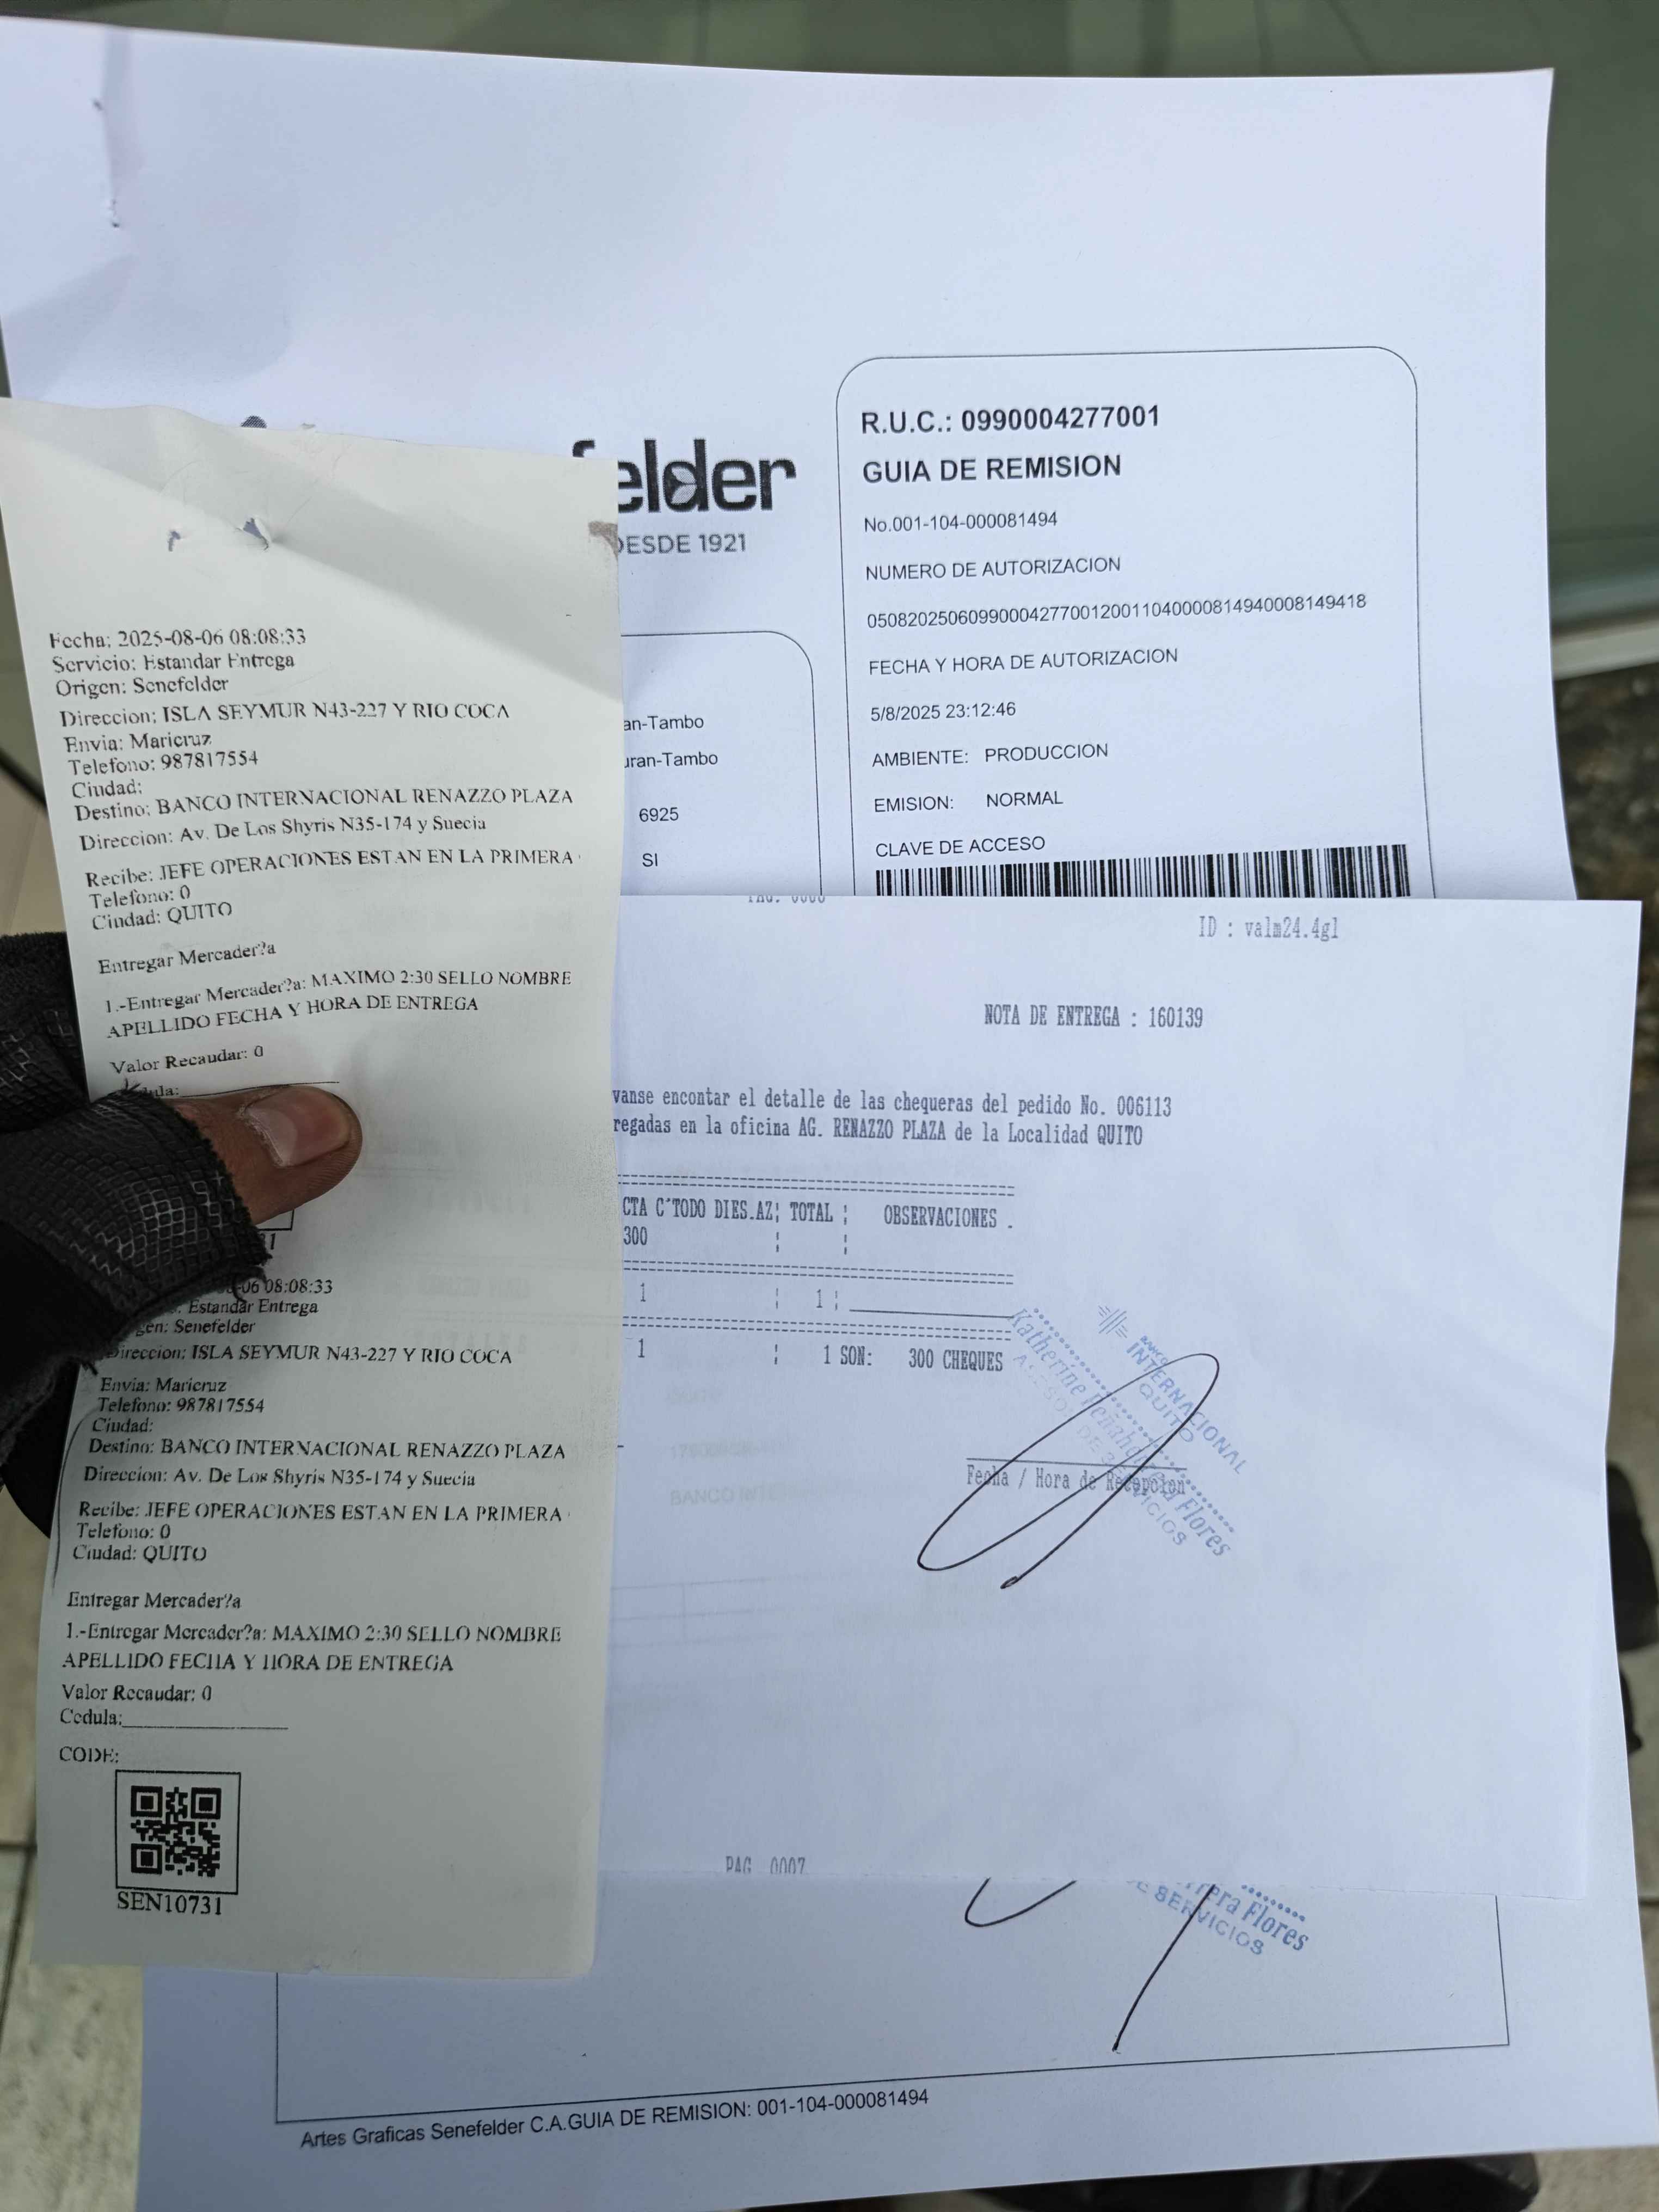 elder
DESDE 1921
R.U.C.: 0990004277001
GUIA DE REMISION
No.001-104-000081494
NUMERO DE AUTORIZACION
0508202506099000427700120011040000814940008149418
FECHA Y HORA DE AUTORIZACION
5/8/2025 23:12:46
AMBIENTE: PRODUCCION
EMISION: NORMAL
CLAVE DE ACCESO
an-Tambo
uran-Tambo
6925
SI
Fecha: 2025-08-06 08:08:33
Servicio: Estandar Entrega
Origen: Senefelder
Direccion: ISLA SEYMUR N43-227 Y RIO COCA
Envia: Maricruz
Telefono: 987817554
Ciudad:
Destino: BANCO INTERNACIONAL RENAZZO PLAZA
Direccion: Av. De Los Shyris N35-174 y Suecia
Recibe: JEFE OPERACIONES ESTAN EN LA PRIMERA
Telefono: 0
Ciudad: QUITO
Entregar Mercader?a
1.-Entregar Mercader?a: MAXIMO 2:30 SELLO NOMBRE
APELLIDO FECHA Y HORA DE ENTREGA
Valor Recaudar: 0
dula:
31
-06 08:08:33
: Estandar Entrega
gen: Senefelder
Direccion: ISLA SEYMUR N43-227 Y RIO COCA
Envia: Maricruz
Telefono: 987817554
Ciudad:
Destino: BANCO INTERNACIONAL RENAZZO PLAZA
Direccion: Av. De Los Shyris N35-174 y Suecia
Recibe: JEFE OPERACIONES ESTAN EN LA PRIMERA
Telefono: 0
Ciudad: QUITO
Entregar Mercader?a
1.-Entregar Mercader?a: MAXIMO 2:30 SELLO NOMBRE
APELLIDO FECHA Y HORA DE ENTREGA
Valor Recaudar: 0
Cedula:
CODE:
SEN10731
ID : valm24.4gl
NOTA DE ENTREGA : 160139
vanse encontar el detalle de las chequeras del pedido No. 006113
regadas en la oficina AG. RENAZZO PLAZA de la Localidad QUITO
CTA C*TODO DIES.AZ¦ TOTAL ¦ OBSERVACIONES .
300 ¦ ¦
1 ¦ 1 ¦
1 ¦ 1 SON: 300 CHEQUES
BANCO
INTERNACIONAL
QUITO
Katherine Flores
DE SERVICIOS
Fecha / Hora de Recepcion
PAG 0007
rrera Flores
E SERVICIOS
Artes Graficas Senefelder C.A.GUIA DE REMISION: 001-104-000081494